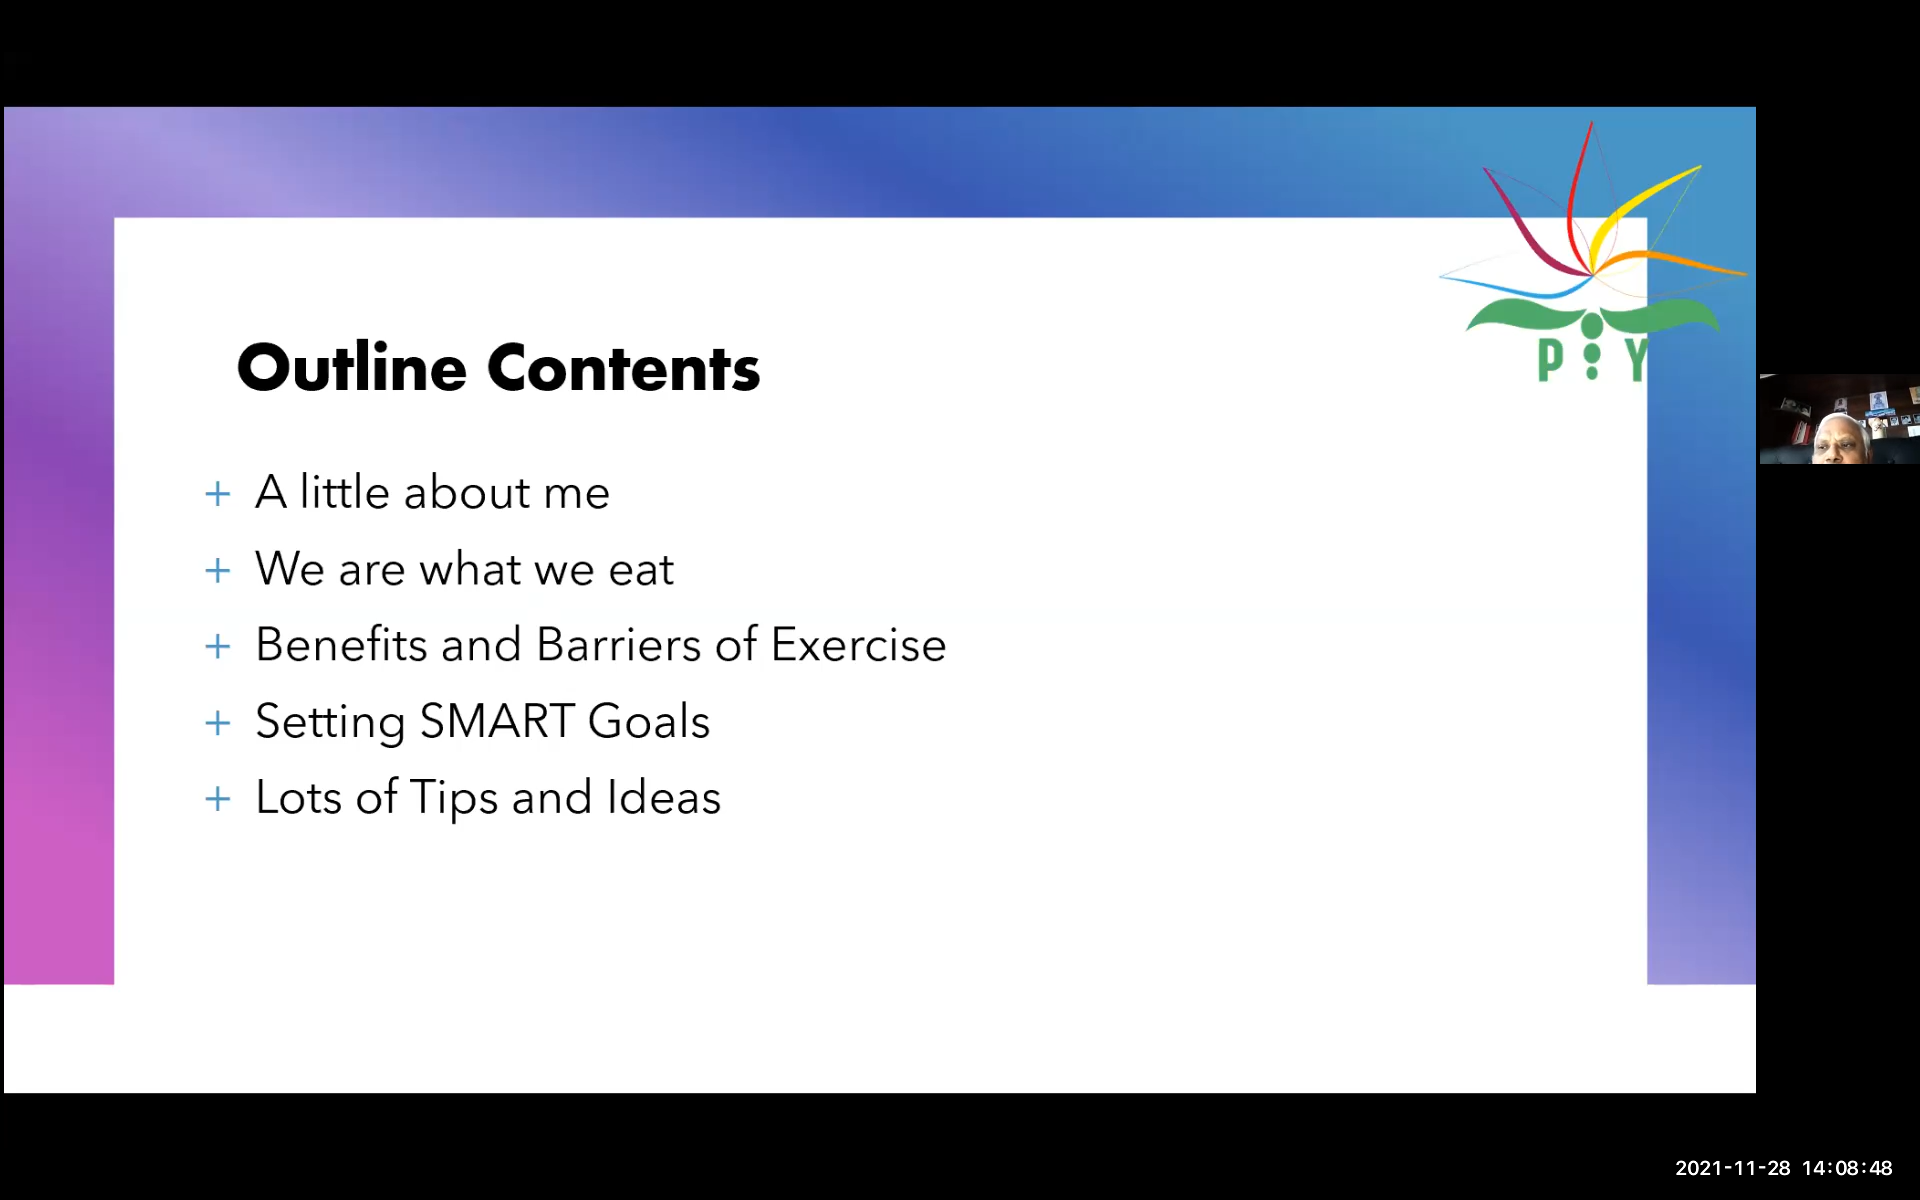 P Y
Outline Contents
+ A little about me
+ We are what we eat
+ Benefits and Barriers of Exercise
+ Setting SMART Goals
+ Lots of Tips and Ideas
2021-11-28 14:08:48